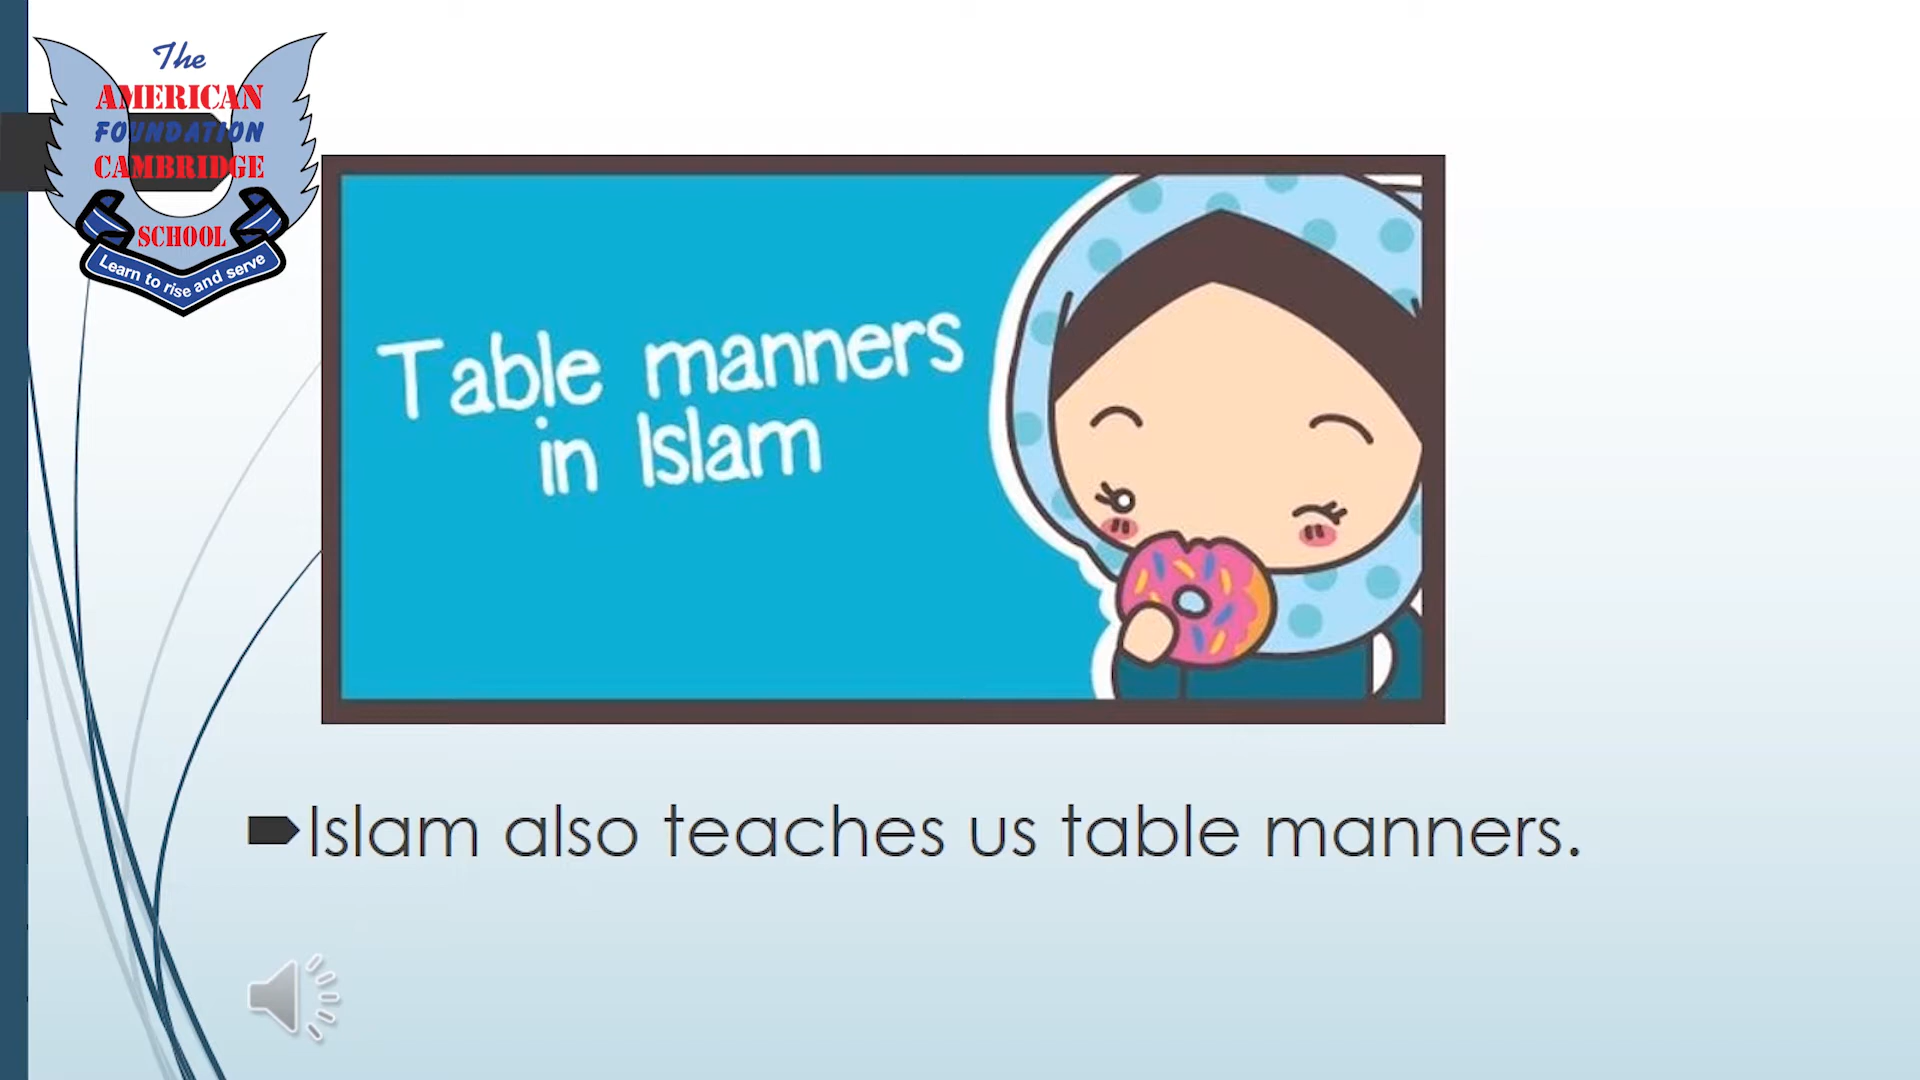 The
AMERICAN
FOUNDATION
CAMBRIDGE
SCHOOL
Learn to rise and serve
Table manners
in Islam
Islam also teaches us table manners.